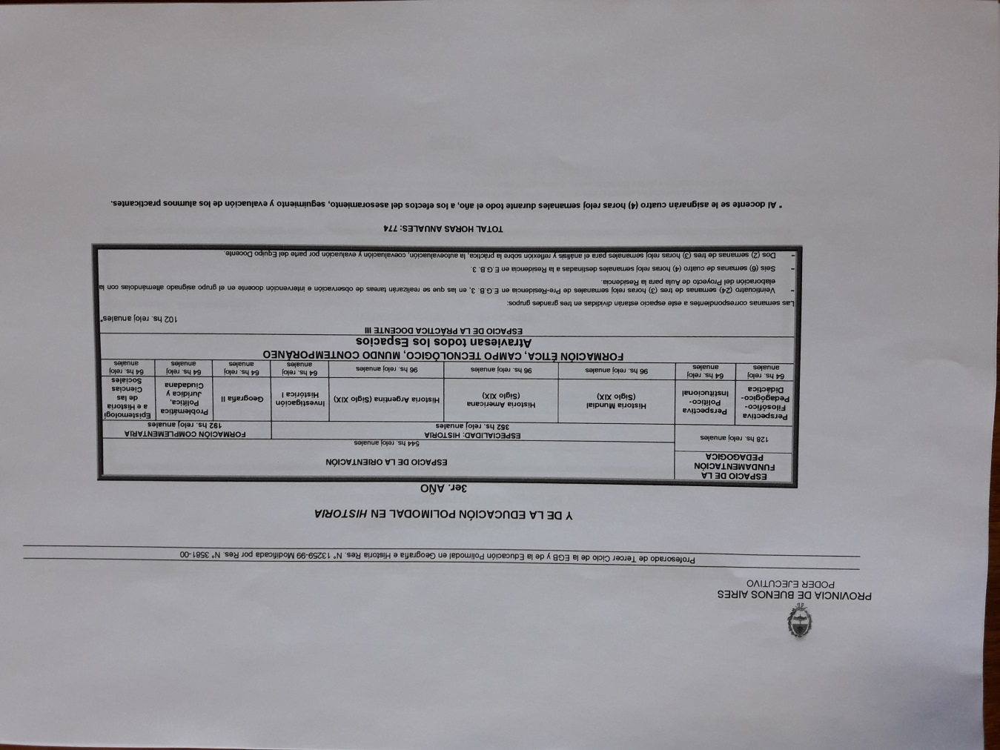 PROVINCIA DE BUENOS AIRES
PODER EJECUTIVO
Profesorado de Tercer Ciclo de la EGB y de la Educación Polimodal en Geografía e Historia Res. N° 13259-99 Modificada por Res. N° 3581-00
Y DE LA EDUCACIÓN POLIMODAL EN HISTORIA
3er. AÑO
ESPACIO DE LA
FUNDAMENTACIÓN
PEDAGOGICA
128 hs. reloj anuales
ESPACIO DE LA ORIENTACIÓN
544 hs. reloj anuales
ESPECIALIDAD: HISTORIA
352 hs. reloj anuales
FORMACIÓN COMPLEMENTARIA
192 hs. reloj anuales
Perspectiva
Filosófico-
Pedagógico-
Didáctica
Perspectiva
Político-
Institucional
Historia Mundial
(Siglo XIX)
Historia Americana
(Siglo XIX)
Historia Argentina (Siglo XIX)
Investigación
Histórica I
Geografía II
Problemática
Política,
Jurídica y
Ciudadana
Epistemologí
a e Historia
de las
Ciencias
Sociales
64 hs. reloj
anuales
64 hs. reloj
anuales
96 hs. reloj anuales
96 hs. reloj anuales
96 hs. reloj anuales
64 hs. reloj
anuales
64 hs. reloj
anuales
64 hs. reloj
anuales
64 hs. reloj
anuales
FORMACIÓN ÉTICA, CAMPO TECNOLÓGICO, MUNDO CONTEMPORÁNEO
Atraviesan todos los Espacios
ESPACIO DE LA PRÁCTICA DOCENTE III
102 hs. reloj anuales*
Las semanas correspondientes a este espacio estarán divididas en tres grandes grupos:
- Veinticuatro (24) semanas de tres (3) horas reloj semanales de Pre-Residencia en E.G.B. 3, en las que se realizarán tareas de observación e intervención docente en el grupo asignado alternándolas con la
elaboración del Proyecto de Aula para la Residencia.
- Seis (6) semanas de cuatro (4) horas reloj semanales destinadas a la Residencia en E.G.B. 3.
- Dos (2) semanas de tres (3) horas reloj semanales para el análisis y reflexión sobre la práctica, la autoevaluación, coevaluación y evaluación por parte del Equipo Docente.
TOTAL HORAS ANUALES: 774
* Al docente se le asignarán cuatro (4) horas reloj semanales durante todo el año, a los efectos del asesoramiento, seguimiento y evaluación de los alumnos practicantes.